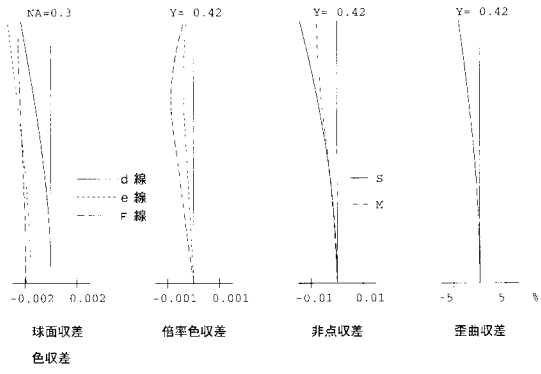 NA=0.3
Y= 0.42
Y= 0.42
Y= 0.42
d 線
e 線
F 線
S
M
-0.002 0.002
-0.001 0.001
-0.01 0.01
-5 5 %
球面収差
色収差
倍率色収差
非点収差
歪曲収差